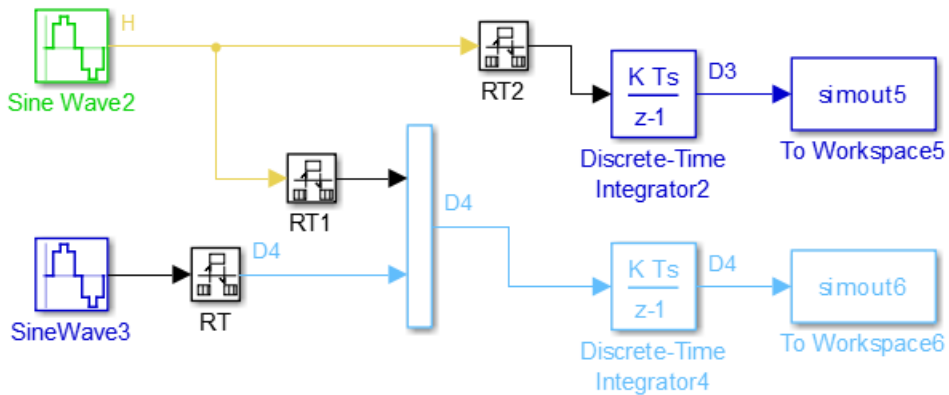 H
Sine Wave2
RT2
K Ts
z-1
D3
simout5
Discrete-Time
Integrator2
To Workspace5
RT1
D4
SineWave3
RT
D4
K Ts
z-1
D4
simout6
Discrete-Time
Integrator4
To Workspace6